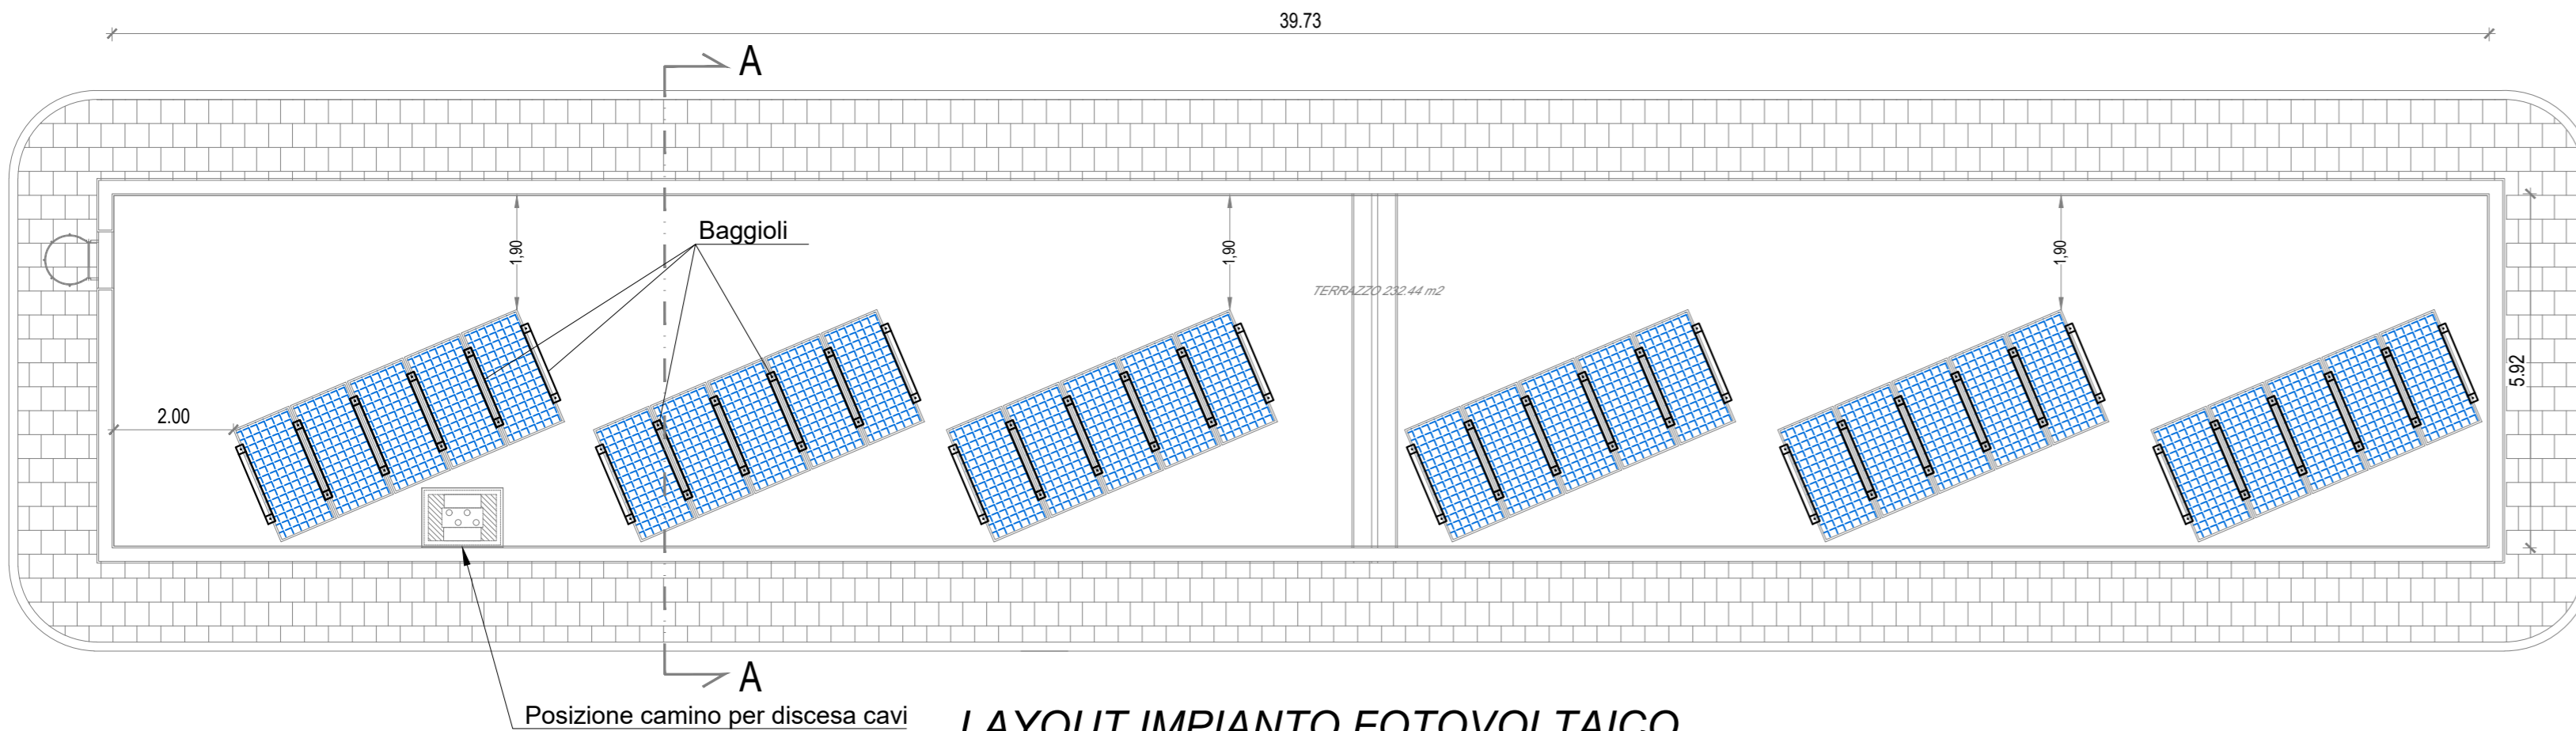 39.73
A
Baggioli
1,90
1,90
1,90
TERRAZZO 232.44 m2
5.92
2.00
A
Posizione camino per discesa cavi
LAYOUT IMPIANTO FOTOVOLTAICO